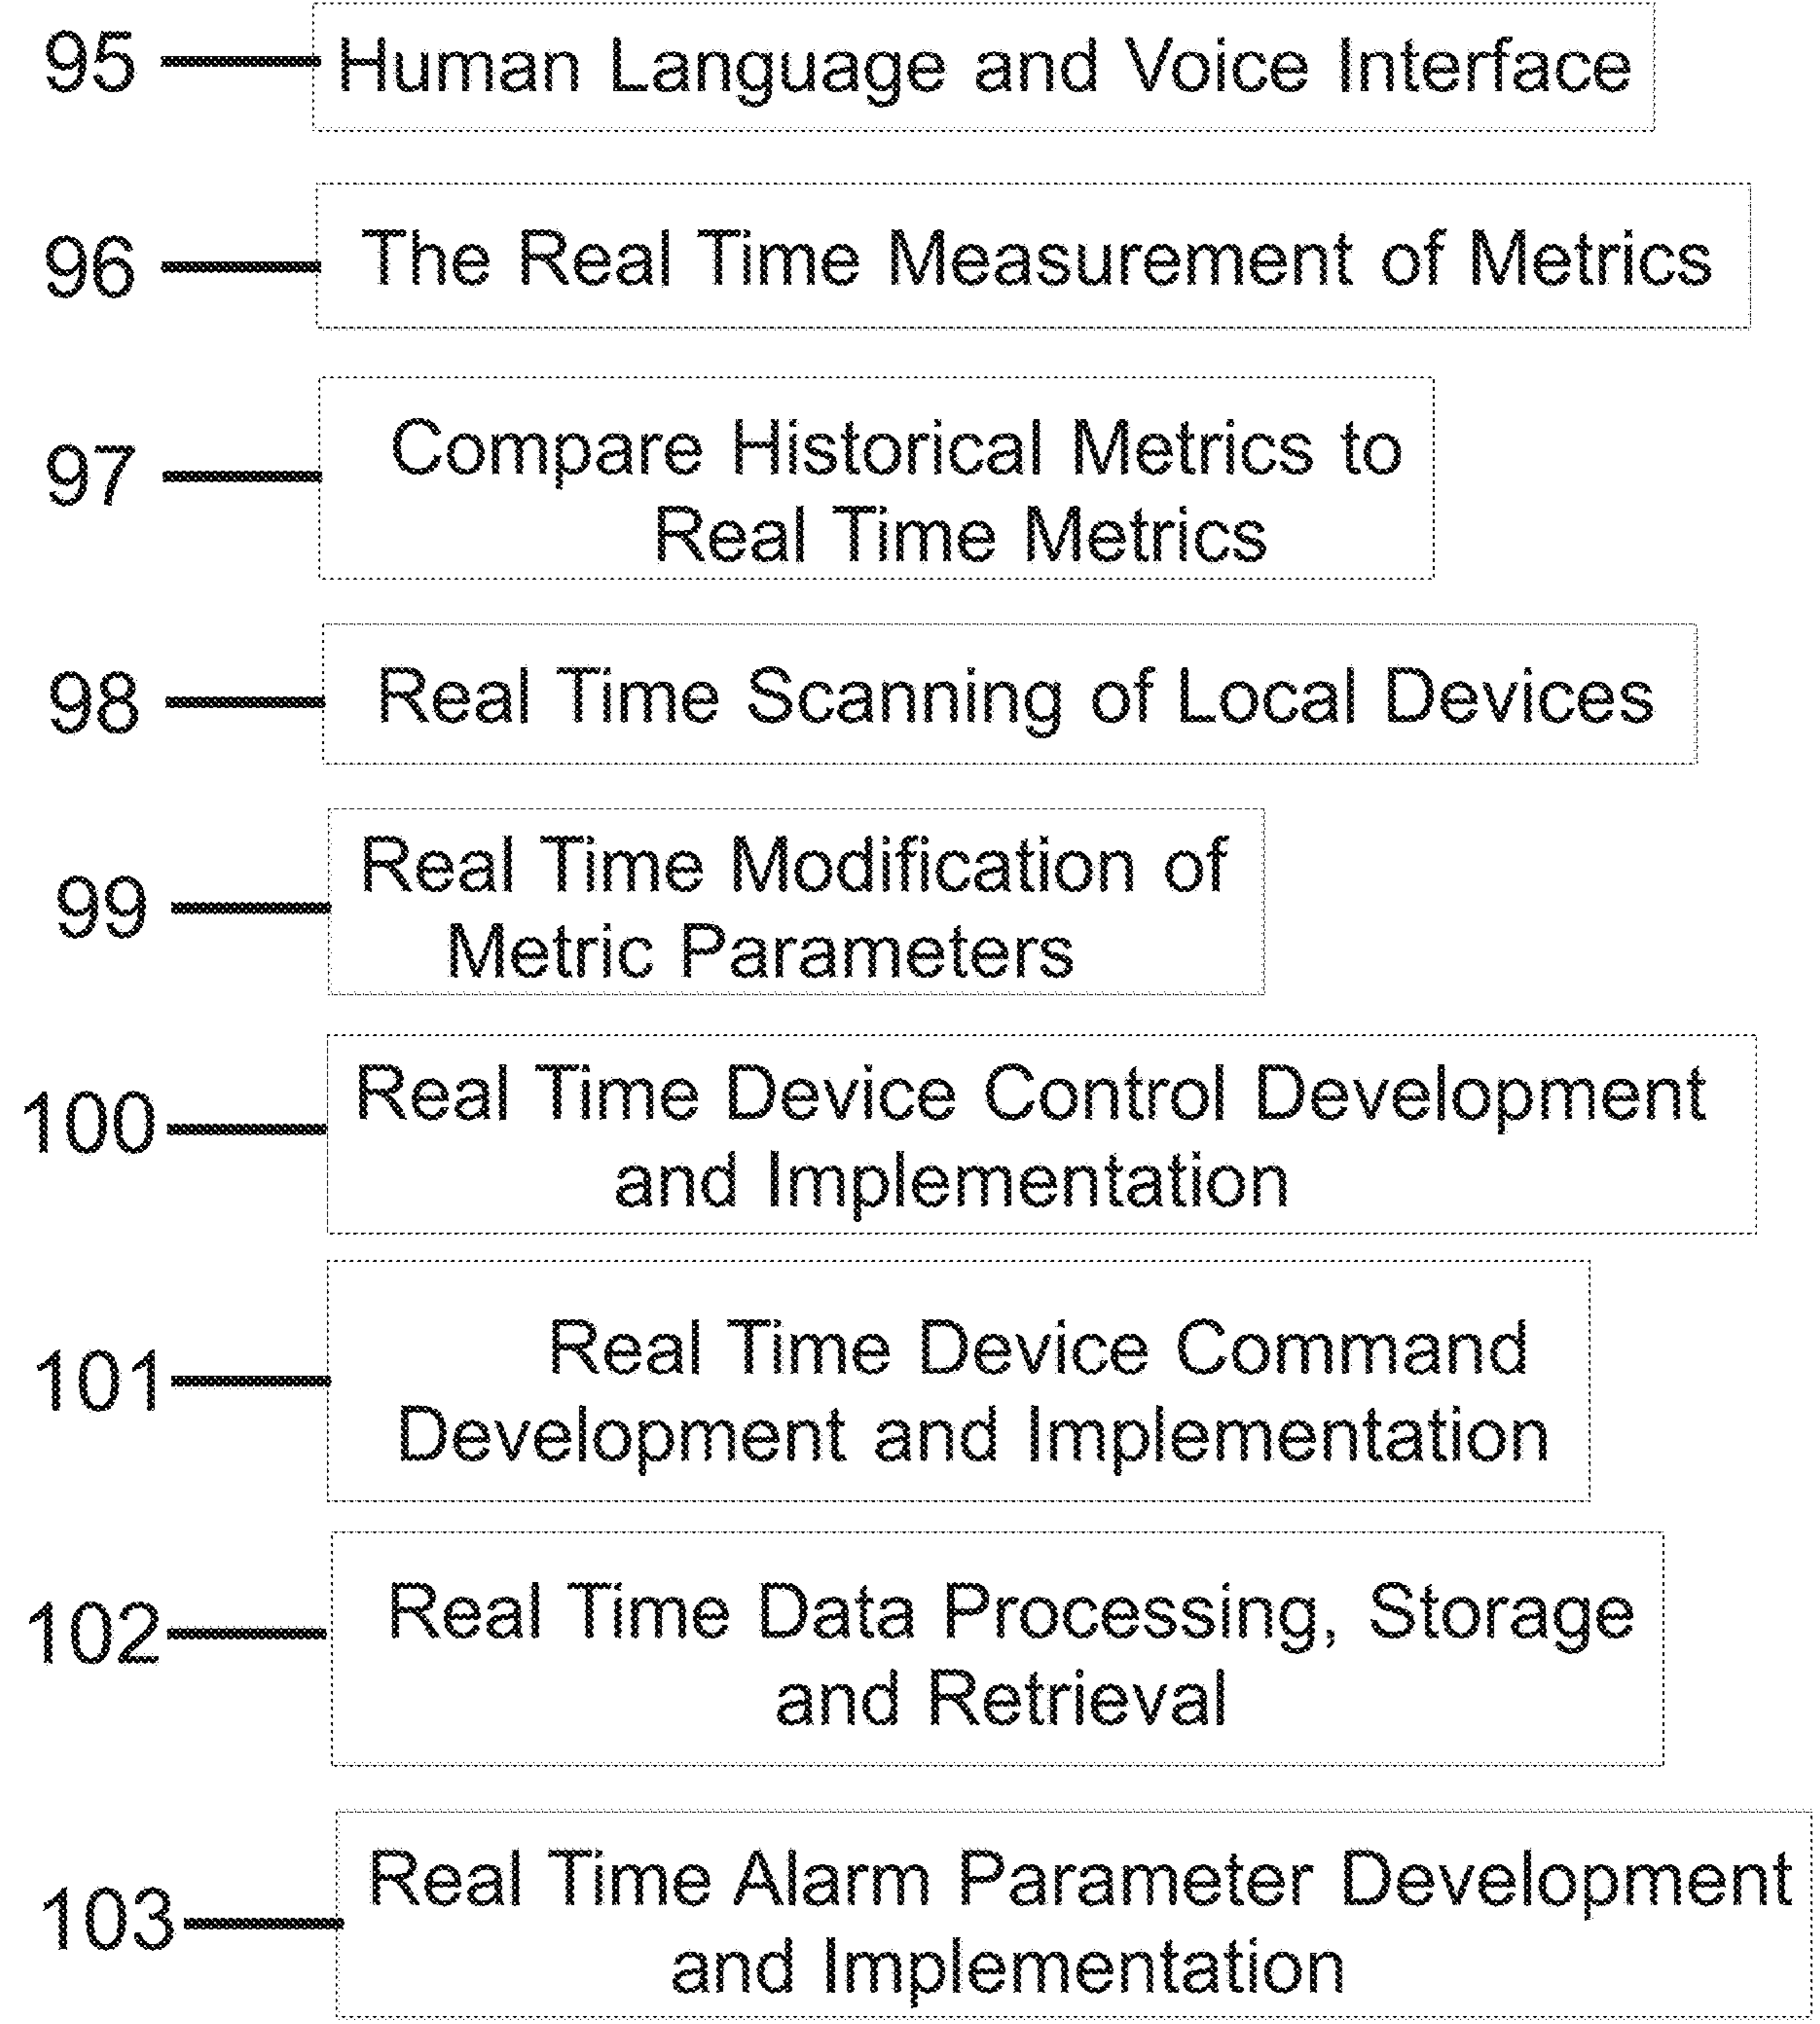 95 Human Language and Voice Interface
96 The Real Time Measurement of Metrics
97 Compare Historical Metrics to
Real Time Metrics
98 Real Time Scanning of Local Devices
99 Real Time Modification of
Metric Parameters
100 Real Time Device Control Development
and Implementation
101 Real Time Device Command
Development and Implementation
102 Real Time Data Processing, Storage
and Retrieval
103 Real Time Alarm Parameter Development
and Implementation